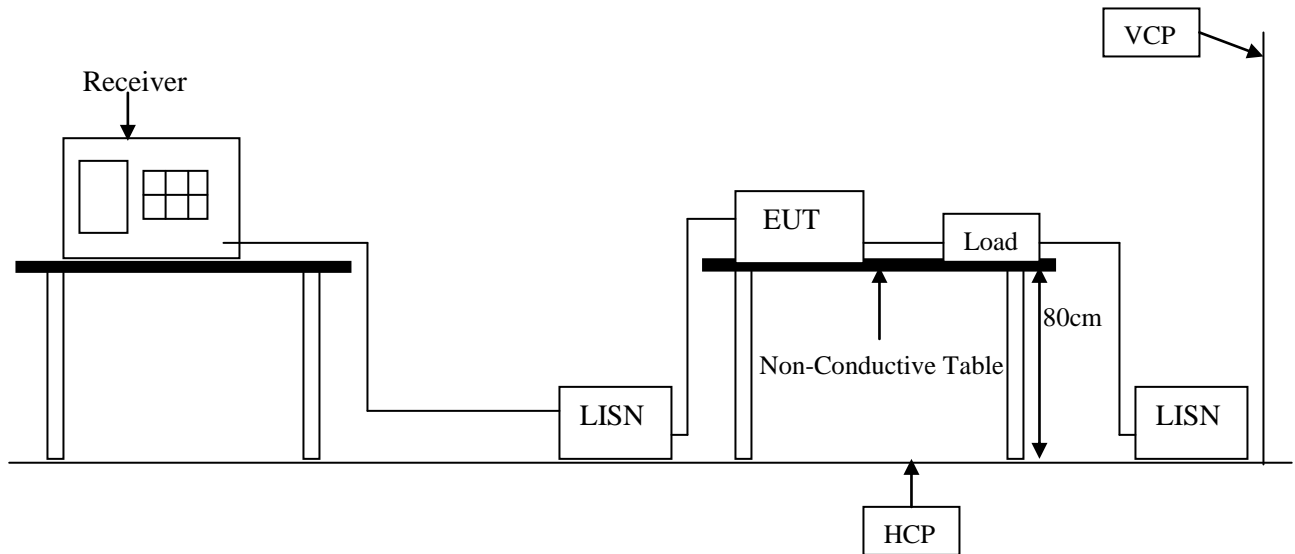 VCP
Receiver
EUT
Load
80cm
Non-Conductive Table
LISN
LISN
HCP